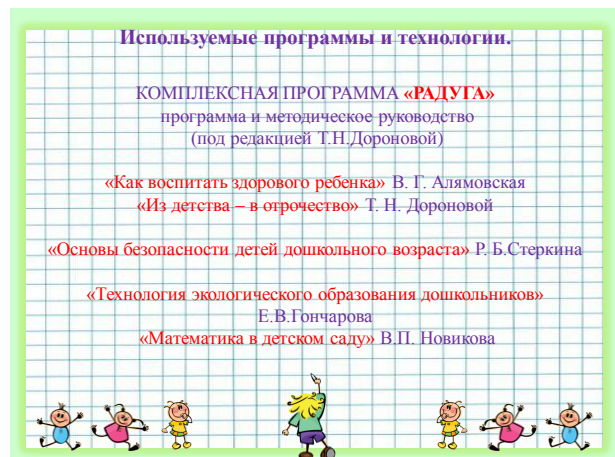 Используемые программы и технологии.
КОМПЛЕКСНАЯ ПРОГРАММА «РАДУГА»
программа и методическое руководство
(под редакцией Т.Н.Дороновой)
«Как воспитать здорового ребенка» В. Г. Алямовская
«Из детства – в отрочество» Т. Н. Дороновой
«Основы безопасности детей дошкольного возраста» Р. Б.Стеркина
«Технология экологического образования дошкольников»
Е.В.Гончарова
«Математика в детском саду» В.П. Новикова